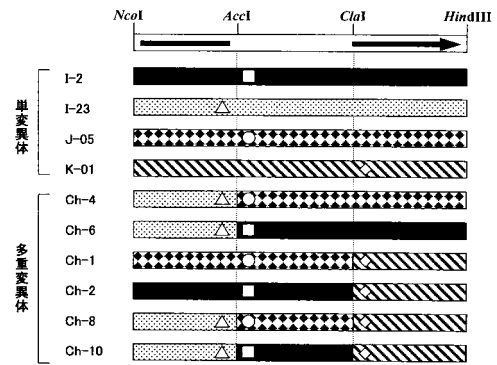 NcoI AccI ClaI HindIII
単変異体
I-2
I-23
J-05
K-01
多重変異体
Ch-4
Ch-6
Ch-1
Ch-2
Ch-8
Ch-10